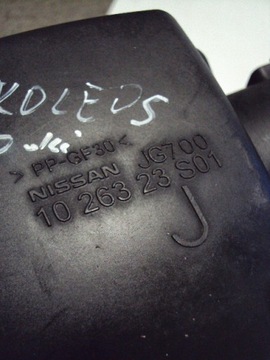 KOLEOS
>PP-GF30<
NISSAN JG700
10 263 23 S01
J